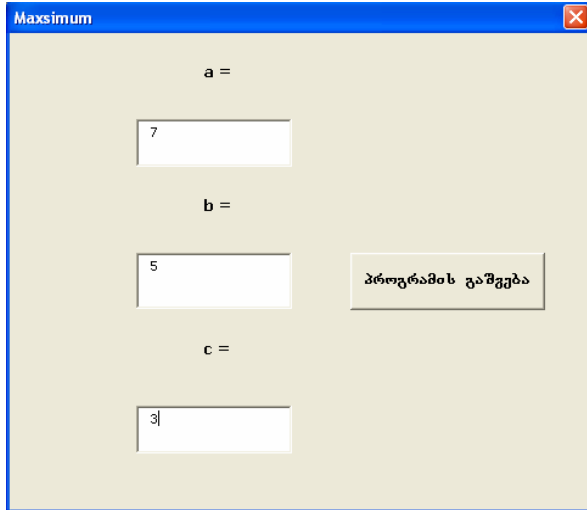 Maxsimum
a =
7
b =
5
პროგრამის გაშვება
c =
3